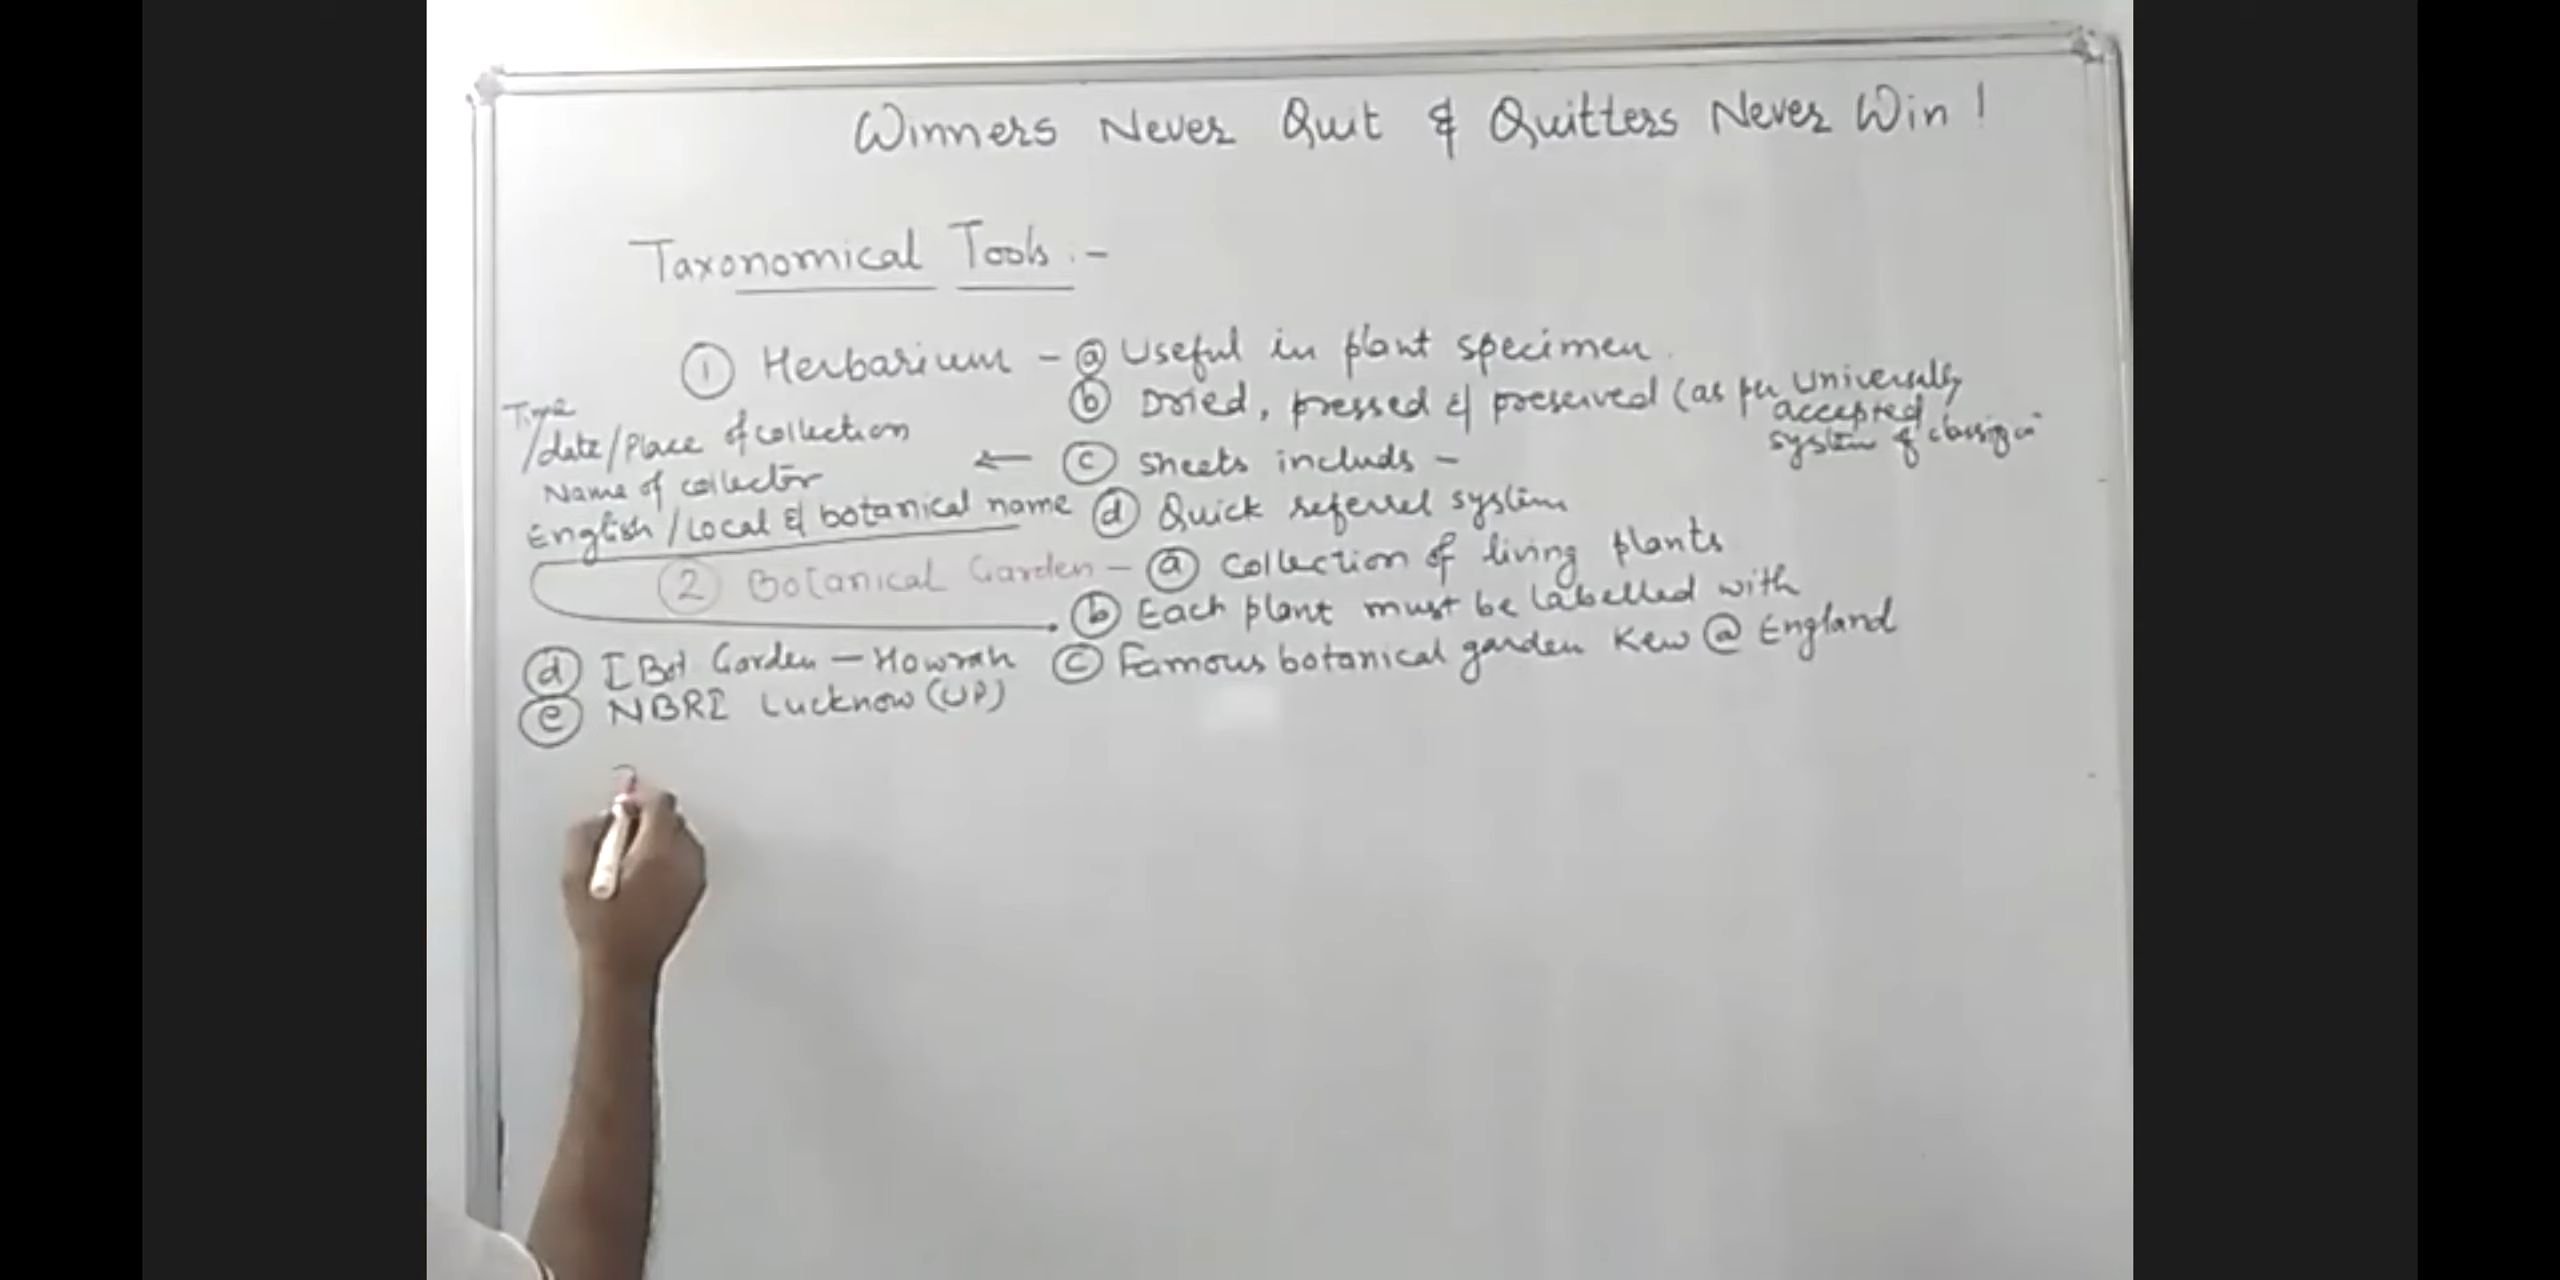 Winners Never Quit & Quitters Never Win !
Taxonomical Tools :-
① Herbarium - ⓐ Useful in plant specimen
ⓑ Dried, pressed & preserved (as per universally
accepted
system of
ⓒ Sheets includs -
←
Time
/date/Place of collection
Name of collector
English/Local & botanical name
ⓓ Quick referrel system
② Botanical Garden - ⓐ Collection of living plants
ⓑ Each plant must be labelled with
ⓒ Famous botanical garden Kew @ England
ⓓ I Bot Garden - Howrah
ⓔ NBRI Lucknow (UP)